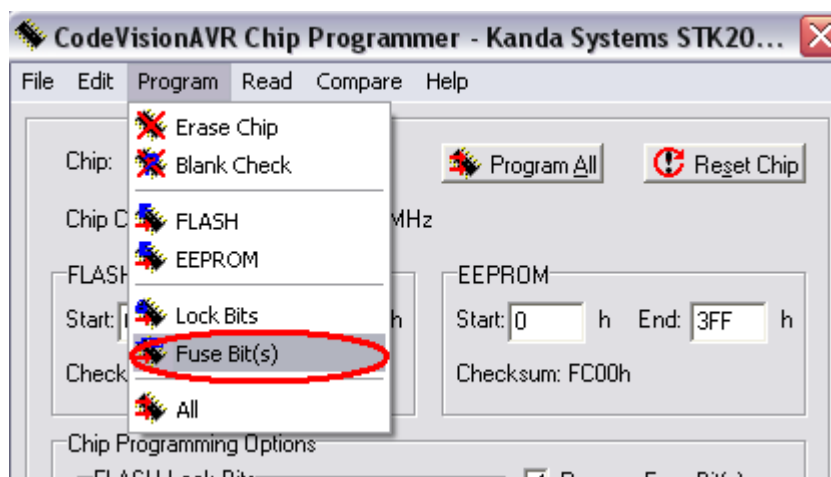 CodeVisionAVR Chip Programmer - Kanda Systems STK20...
File Edit Program Read Compare Help
Erase Chip
Chip: Blank Check Program All Reset Chip
Chip C FLASH MHz
EEPROM
FLASH EEPROM
Start: Lock Bits h Start: 0 h End: 3FF h
Fuse Bit(s)
Check Checksum: FC00h
All
Chip Programming Options